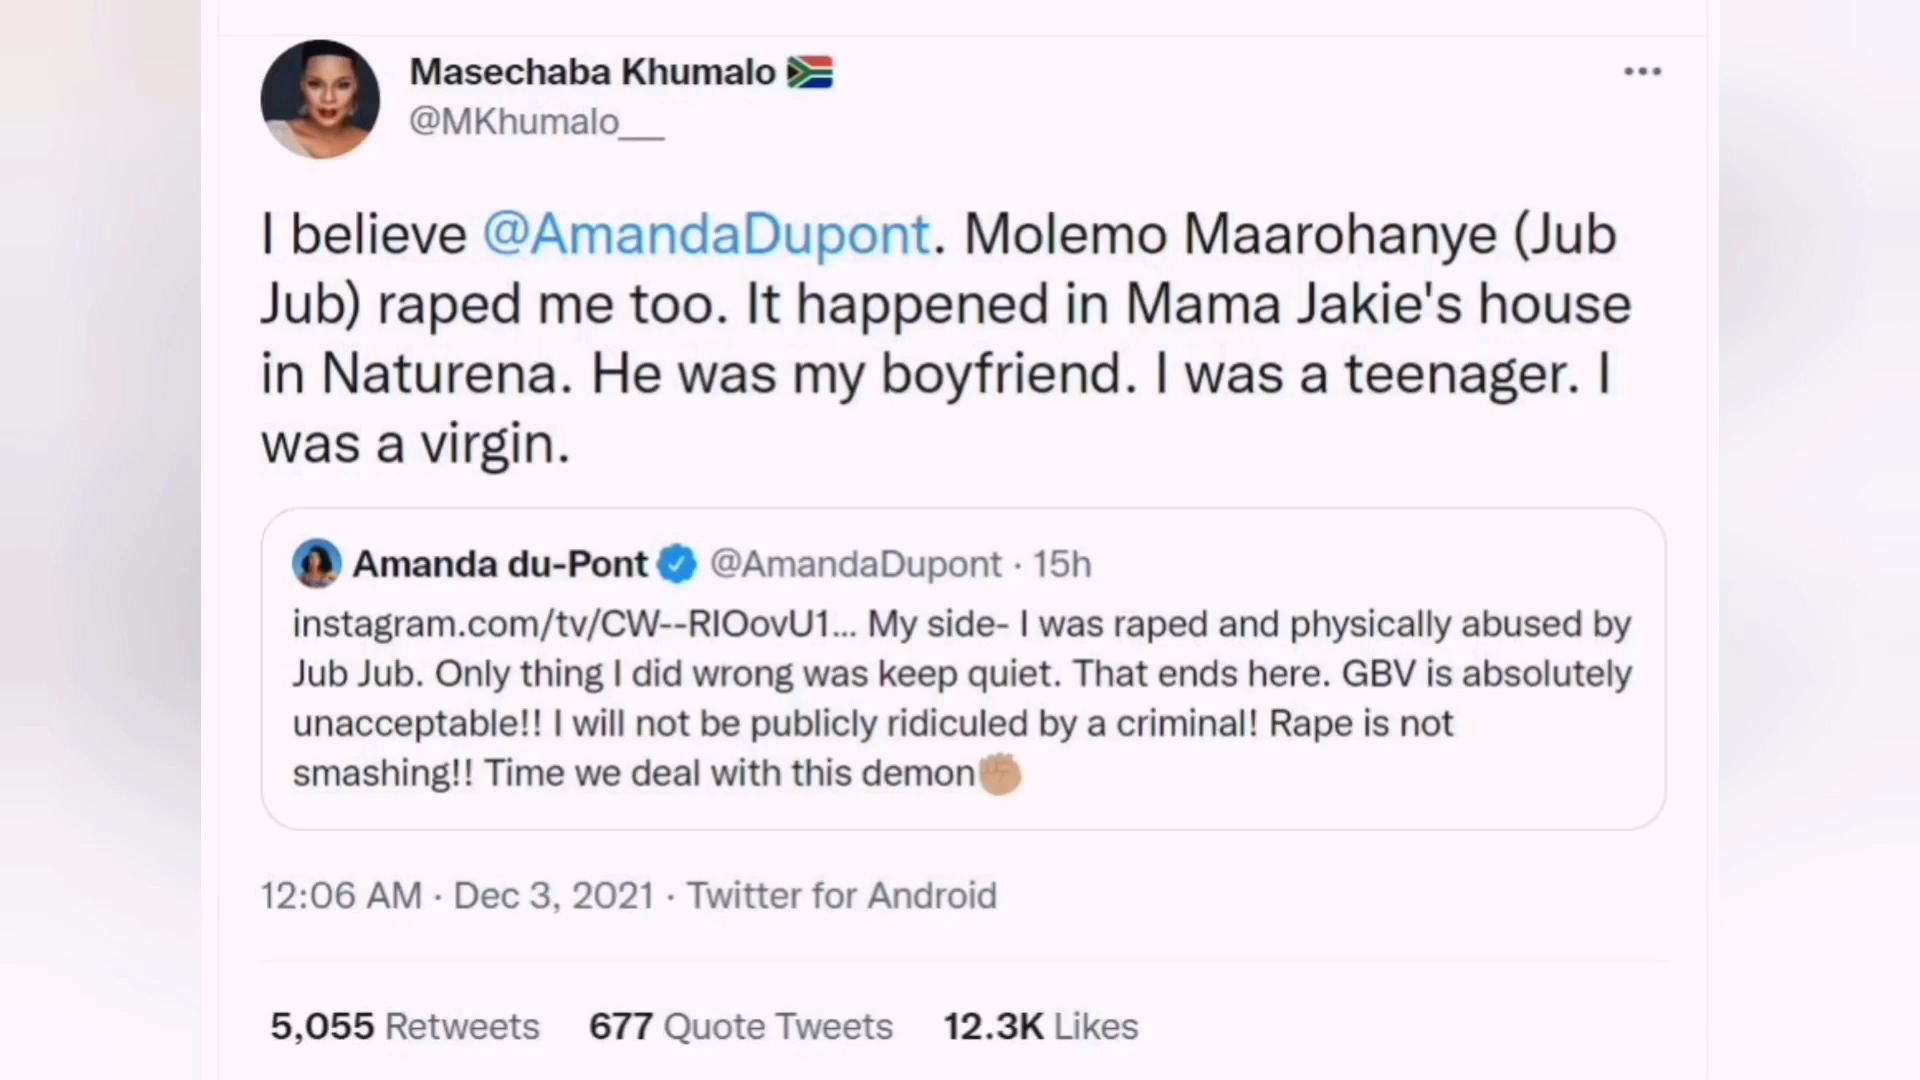 Masechaba Khumalo 🇿🇦
@MKhumalo__
I believe @AmandaDupont. Molemo Maarohanye (Jub
Jub) raped me too. It happened in Mama Jakie's house
in Naturena. He was my boyfriend. I was a teenager. I
was a virgin.
Amanda du-Pont @AmandaDupont · 15h
instagram.com/tv/CW--RIOovU1... My side- I was raped and physically abused by
Jub Jub. Only thing I did wrong was keep quiet. That ends here. GBV is absolutely
unacceptable!! I will not be publicly ridiculed by a criminal! Rape is not
smashing!! Time we deal with this demon✊🏽
12:06 AM · Dec 3, 2021 · Twitter for Android
5,055 Retweets 677 Quote Tweets 12.3K Likes